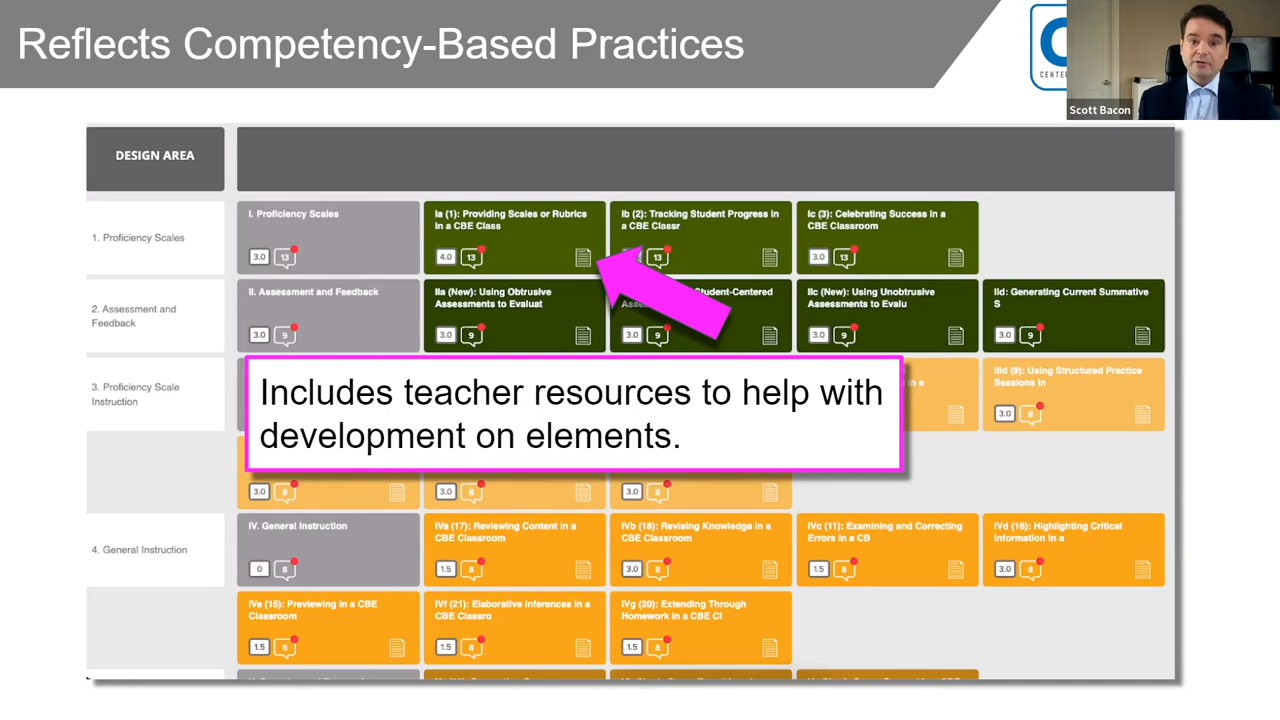 Reflects Competency-Based Practices
CENTE
Scott Bacon
DESIGN AREA
1. Proficiency Scales
I. Proficiency Scales
3.0 13
Ia (1): Providing Scales or Rubrics
in a CBE Class
4.0 13
Ib (2): Tracking Student Progress in
a CBE Classr
13
Ic (3): Celebrating Success in a
CBE Classroom
3.0 13
2. Assessment and
Feedback
II. Assessment and Feedback
3.0 9
IIa (New): Using Obtrusive
Assessments to Evaluat
3.0 9
Student-Centered
3.0 9
IIc (New): Using Unobtrusive
Assessments to Evalu
3.0 9
IId: Generating Current Summative
S
3.0 9
3. Proficiency Scale
Instruction
in a
IIId (9): Using Structured Practice
Sessions in
3.0 8
Includes teacher resources to help with
development on elements.
3.0 8
3.0 8
3.0 8
4. General Instruction
IV. General Instruction
0 8
IVa (17): Reviewing Content in a
CBE Classroom
1.5 8
IVb (18): Revising Knowledge in a
CBE Classroom
3.0 8
IVc (11): Examining and Correcting
Errors in a CB
1.5 8
IVd (16): Highlighting Critical
Information in a
3.0 8
IVe (15): Previewing in a CBE
Classroom
1.5 8
IVf (21): Elaborative Inferences in a
CBE Classro
1.5 8
IVg (20): Extending Through
Homework in a CBE Cl
1.5 8